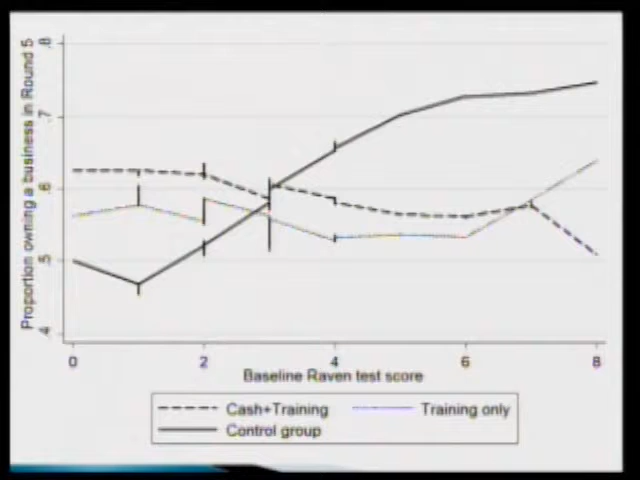 Proportion owning a business in Round 5
.8
.7
.6
.5
.4
0 2 4 6 8
Baseline Raven test score
Cash+Training Training only
Control group